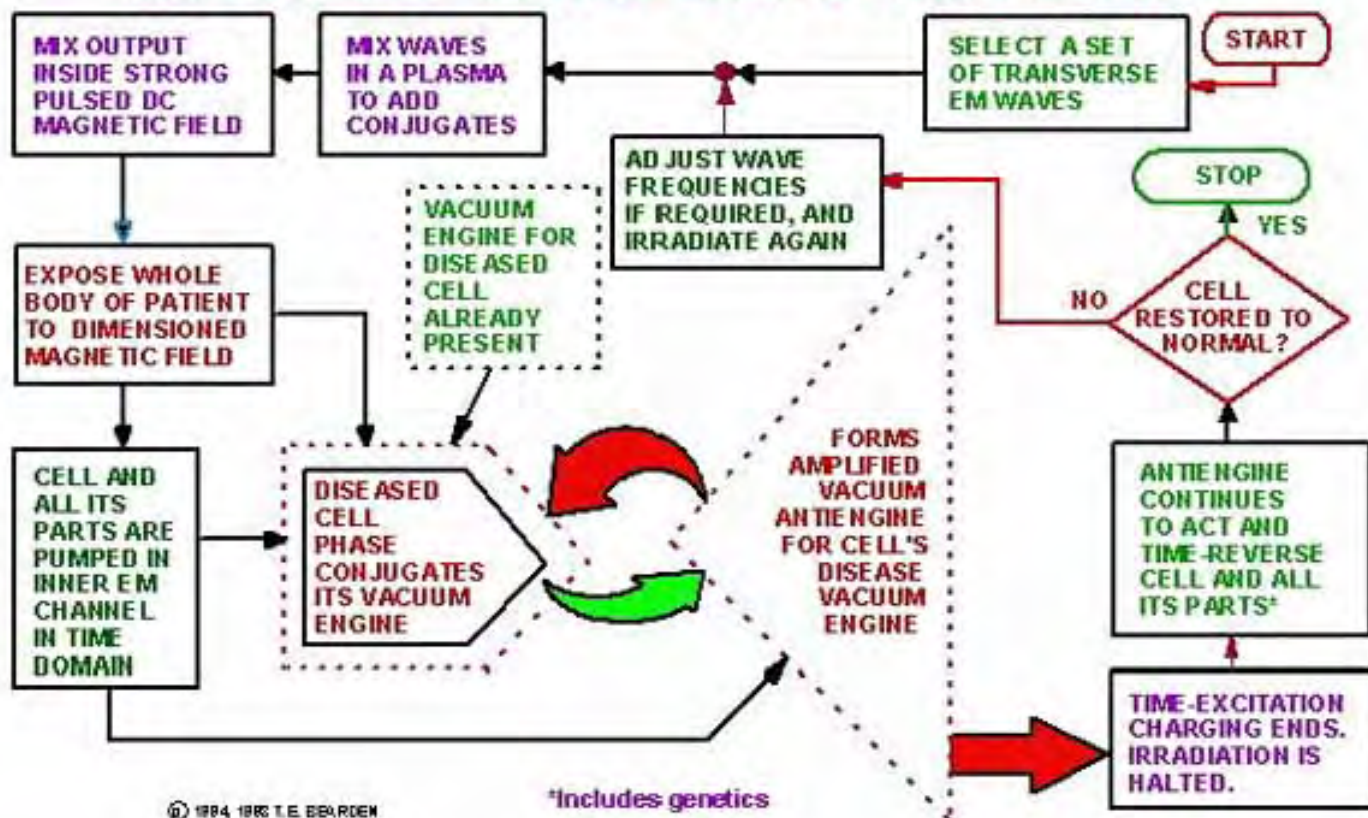 START
SELECT A SET
OF TRANSVERSE
EM WAVES
MIX WAVES
IN A PLASMA
TO ADD
CONJUGATES
MIX OUTPUT
INSIDE STRONG
PULSED DC
MAGNETIC FIELD
EXPOSE WHOLE
BODY OF PATIENT
TO DIMENSIONED
MAGNETIC FIELD
CELL AND
ALL ITS
PARTS ARE
PUMPED IN
INNER EM
CHANNEL
IN TIME
DOMAIN
VACUUM
ENGINE FOR
DISEASED
CELL
ALREADY
PRESENT
DISEASED
CELL
PHASE
CONJUGATES
ITS VACUUM
ENGINE
FORMS
AMPLIFIED
VACUUM
ANTIENGINE
FOR CELL'S
DISEASE
VACUUM
ENGINE
TIME-EXCITATION
CHARGING ENDS.
IRRADIATION IS
HALTED.
ANTIENGINE
CONTINUES
TO ACT AND
TIME-REVERSE
CELL AND ALL
ITS PARTS*
CELL
RESTORED TO
NORMAL?
YES
STOP
NO
ADJUST WAVE
FREQUENCIES
IF REQUIRED, AND
IRRADIATE AGAIN
*Includes genetics
T.E. BEARDEN